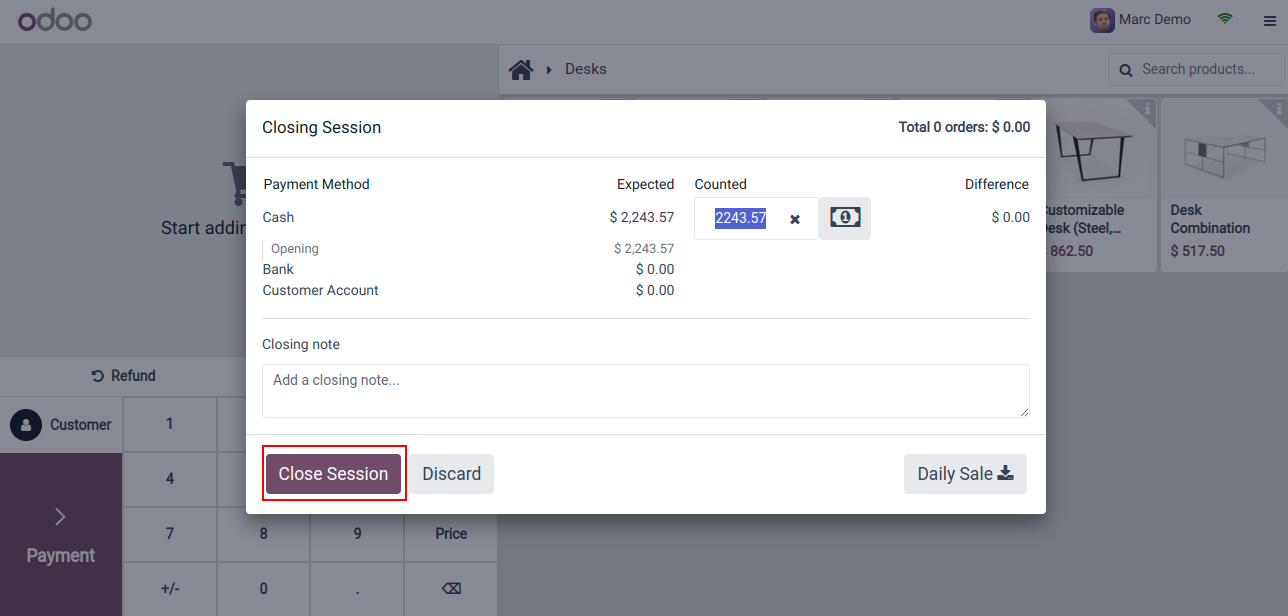 odoo
Marc Demo
Desks
Search products...
Closing Session
Total 0 orders: $ 0.00
Payment Method Expected Counted Difference
Cash $ 2,243.57 2243.57 $ 0.00
Opening $ 2,243.57
Bank $ 0.00
Customer Account $ 0.00
Closing note
Add a closing note...
Close Session Discard Daily Sale
Start
Customizable
Desk (Steel,...
862.50
Desk
Combination
$ 517.50
Refund
Customer
1
4
7 8 9 Price
+/- 0 .
Payment